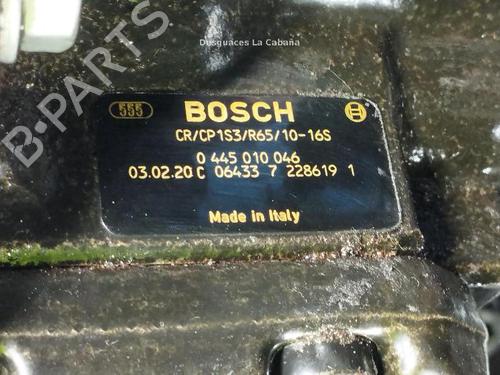 Desguaces La Cabaña
B-PARTS
555 BOSCH
CR/CP1S3/R65/10-16S
0 445 010 046
03.02.20 C 06433 7 228619 1
Made in Italy